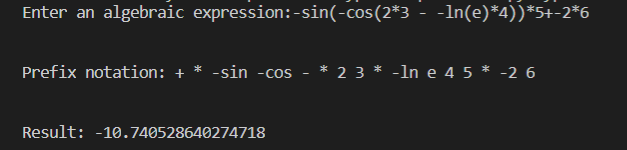 Enter an algebraic expression:-sin(-cos(2*3 - -ln(e)*4))*5+-2*6
Prefix notation: + * -sin -cos - * 2 3 * -ln e 4 5 * -2 6
Result: -10.740528640274718